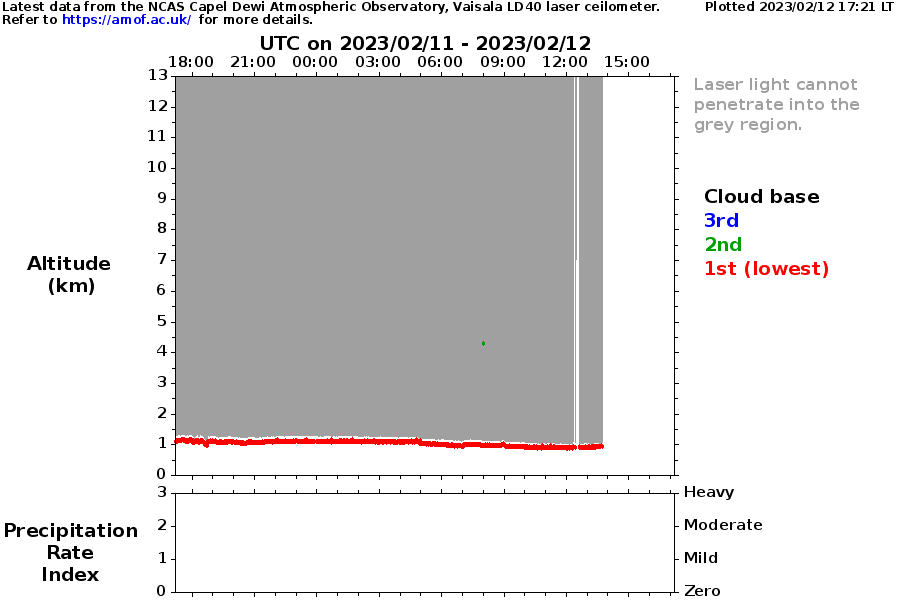 Latest data from the NCAS Capel Dewi Atmospheric Observatory, Vaisala LD40 laser ceilometer.
Plotted 2023/02/12 17:21 LT
Refer to https://amof.ac.uk/ for more details.
UTC on 2023/02/11 - 2023/02/12
18:00 21:00 00:00 03:00 06:00 09:00 12:00 15:00
13
12
11
10
9
8
7
6
5
4
3
2
1
0
Altitude
(km)
Laser light cannot
penetrate into the
grey region.
Cloud base
3rd
2nd
1st (lowest)
3
2
1
0
Precipitation
Rate
Index
Heavy
Moderate
Mild
Zero